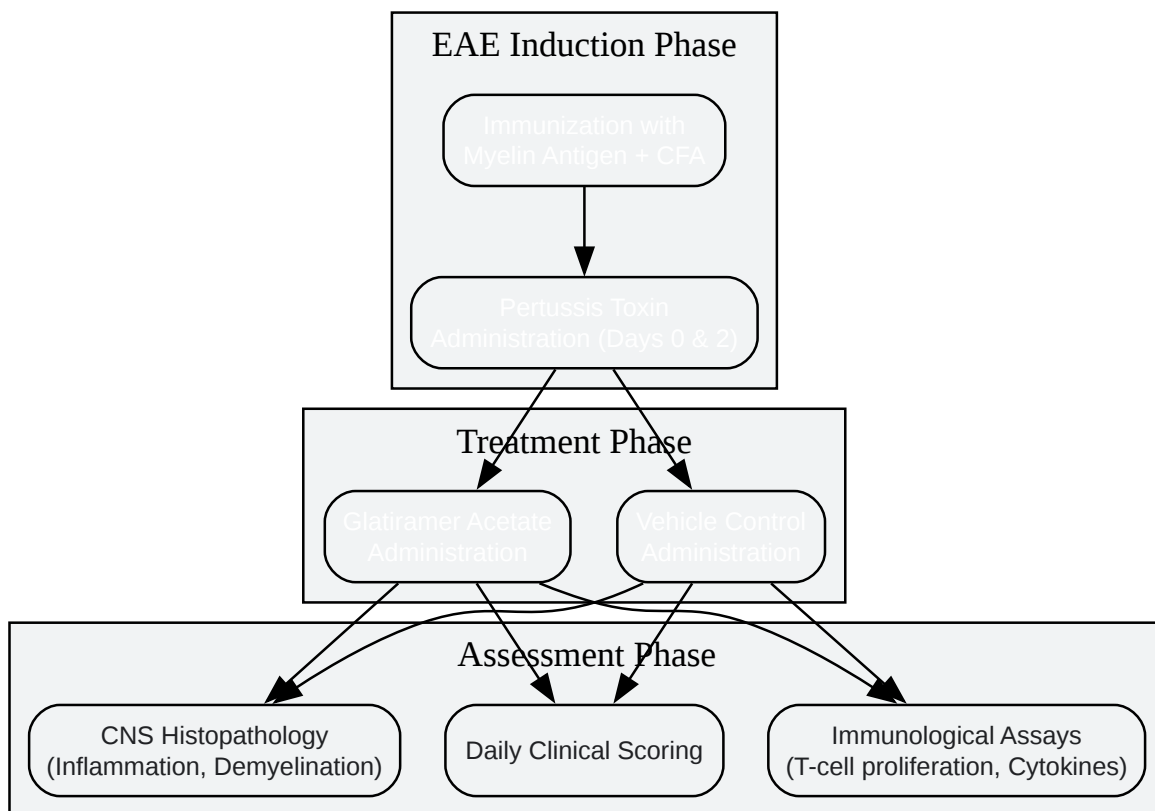 EAE Induction Phase
Immunization with
Myelin Antigen + CFA
Pertussis Toxin
Administration (Days 0 & 2)
Treatment Phase
Glatiramer Acetate
Administration
Vehicle Control
Administration
Assessment Phase
CNS Histopathology
(Inflammation, Demyelination)
Daily Clinical Scoring
Immunological Assays
(T-cell proliferation, Cytokines)